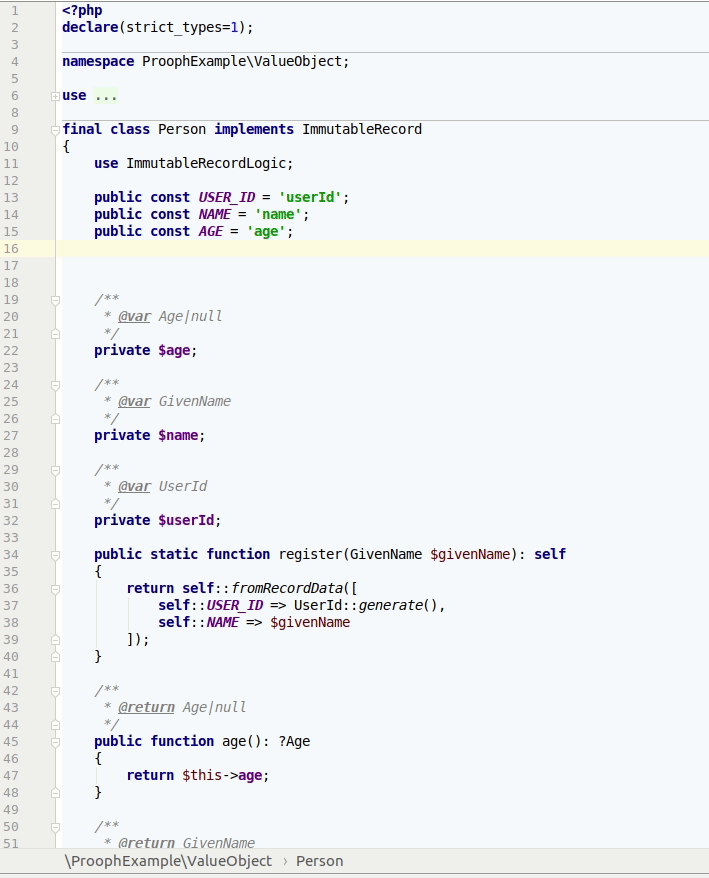 1 <?php
2 declare(strict_types=1);
3
4 namespace ProophExample\ValueObject;
5
6 use ...
8
9 final class Person implements ImmutableRecord
10 {
11     use ImmutableRecordLogic;
12
13     public const USER_ID = 'userId';
14     public const NAME = 'name';
15     public const AGE = 'age';
16
17
18
19     /**
20      * @var Age|null
21      */
22     private $age;
23
24     /**
25      * @var GivenName
26      */
27     private $name;
28
29     /**
30      * @var UserId
31      */
32     private $userId;
33
34     public static function register(GivenName $givenName): self
35     {
36         return self::fromRecordData([
37             self::USER_ID => UserId::generate(),
38             self::NAME => $givenName
39         ]);
40     }
41
42     /**
43      * @return Age|null
44      */
45     public function age(): ?Age
46     {
47         return $this->age;
48     }
49
50     /**
51      * @return GivenName
\ProophExample\ValueObject › Person